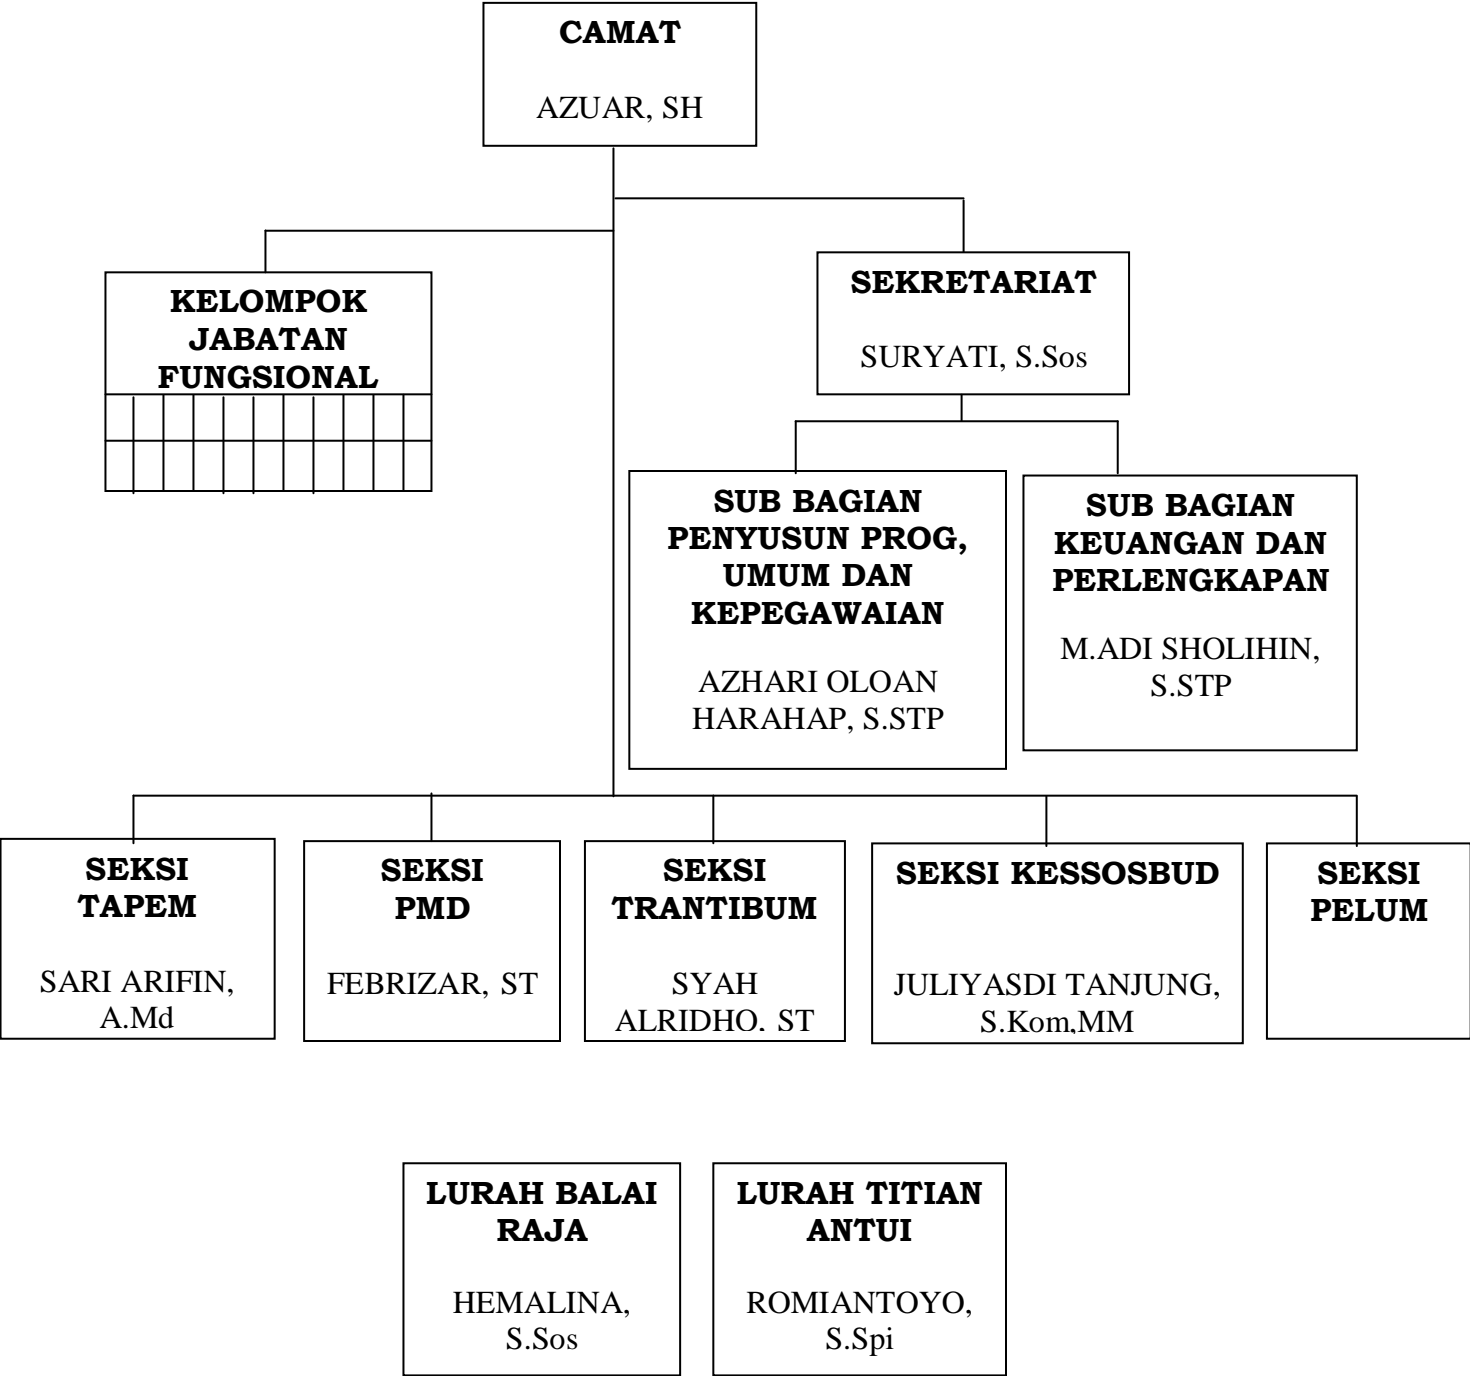 CAMAT
AZUAR, SH
KELOMPOK
JABATAN
FUNGSIONAL
SEKRETARIAT
SURYATI, S.Sos
SUB BAGIAN
PENYUSUN PROG,
UMUM DAN
KEPEGAWAIAN
AZHARI OLOAN
HARAHAP, S.STP
SUB BAGIAN
KEUANGAN DAN
PERLENGKAPAN
M.ADI SHOLIHIN,
S.STP
SEKSI
TAPEM
SARI ARIFIN,
A.Md
SEKSI
PMD
FEBRIZAR, ST
SEKSI
TRANTIBUM
SYAH
ALRIDHO, ST
SEKSI KESSOSBUD
JULIYASDI TANJUNG,
S.Kom,MM
SEKSI
PELUM
LURAH BALAI
RAJA
HEMALINA,
S.Sos
LURAH TITIAN
ANTUI
ROMIANTOYO,
S.Spi